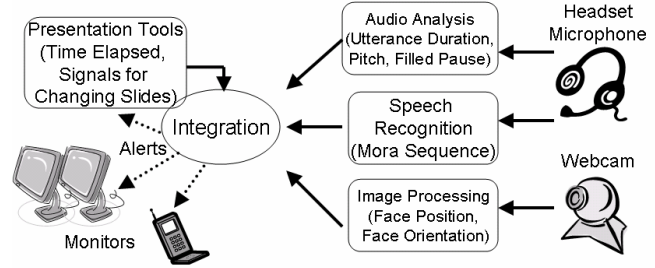 Presentation Tools
(Time Elapsed,
Signals for
Changing Slides)
Integration
Alerts
Monitors
Audio Analysis
(Utterance Duration,
Pitch, Filled Pause)
Speech
Recognition
(Mora Sequence)
Image Processing
(Face Position,
Face Orientation)
Headset
Microphone
Webcam